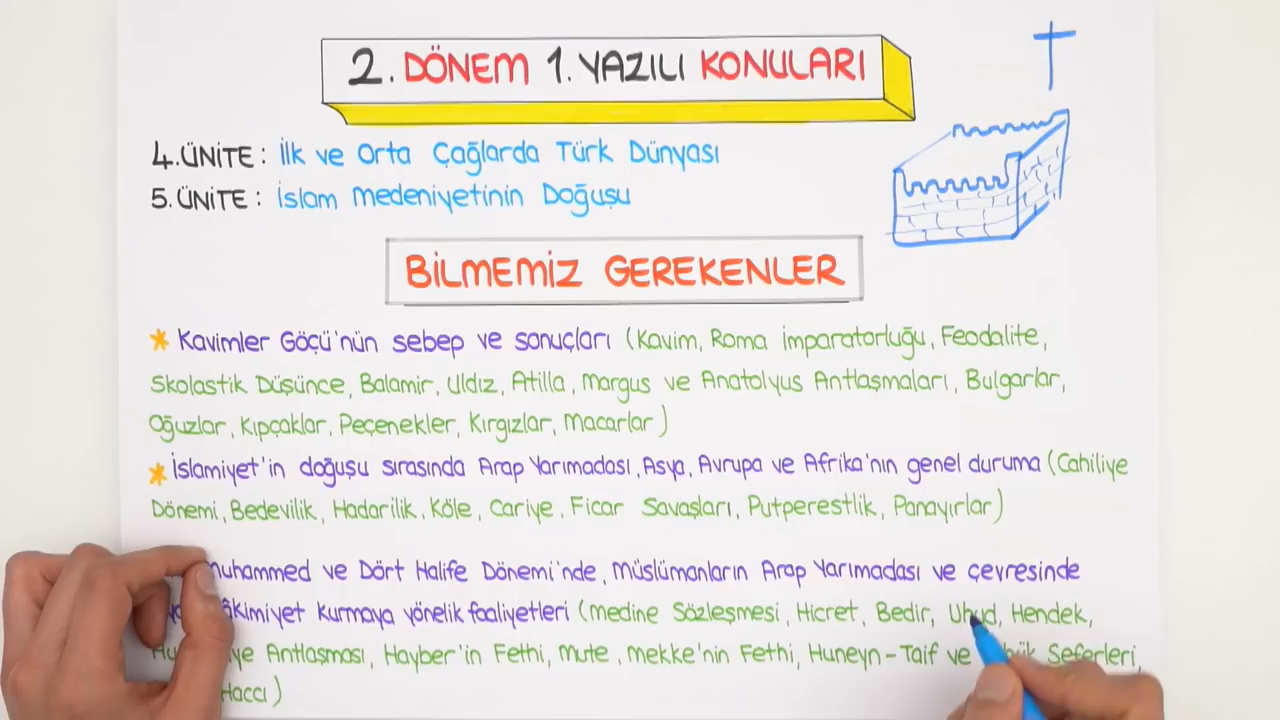 2. DÖNEM 1. YAZILI KONULARI
4.ÜNİTE: İlk ve Orta Çağlarda Türk Dünyası
5.ÜNİTE: İslam medeniyetinin Doğuşu
BİLMEMİZ GEREKENLER
* Kavimler Göçü'nün sebep ve sonuçları (Kavim, Roma İmparatorluğu, Feodalite,
Skolastik Düşünce, Balamir, Uldız, Atilla, Margus ve Anatolyus Antlaşmaları, Bulgarlar,
Oğuzlar, Kıpçaklar, Peçenekler, Kırgızlar, Macarlar)
* İslamiyet'in doğuşu sırasında Arap Yarımadası, Asya, Avrupa ve Afrika'nın genel durumu (Cahiliye
Dönemi, Bedevilik, Hadarilik, Köle, Cariye, Ficar Savaşları, Putperestlik, Panayırlar)
muhammed ve Dört Halife Dönemi'nde, Müslümanların Arap Yarımadası ve çevresinde
kurmaya yönelik faaliyetleri (medine Sözleşmesi, Hicret, Bedir, Uhud, Hendek,
Antlaşması, Hayber'in Fethi, Mute, Mekke'nin Fethi, Huneyn-Taif ve Seferleri,
Haccı)